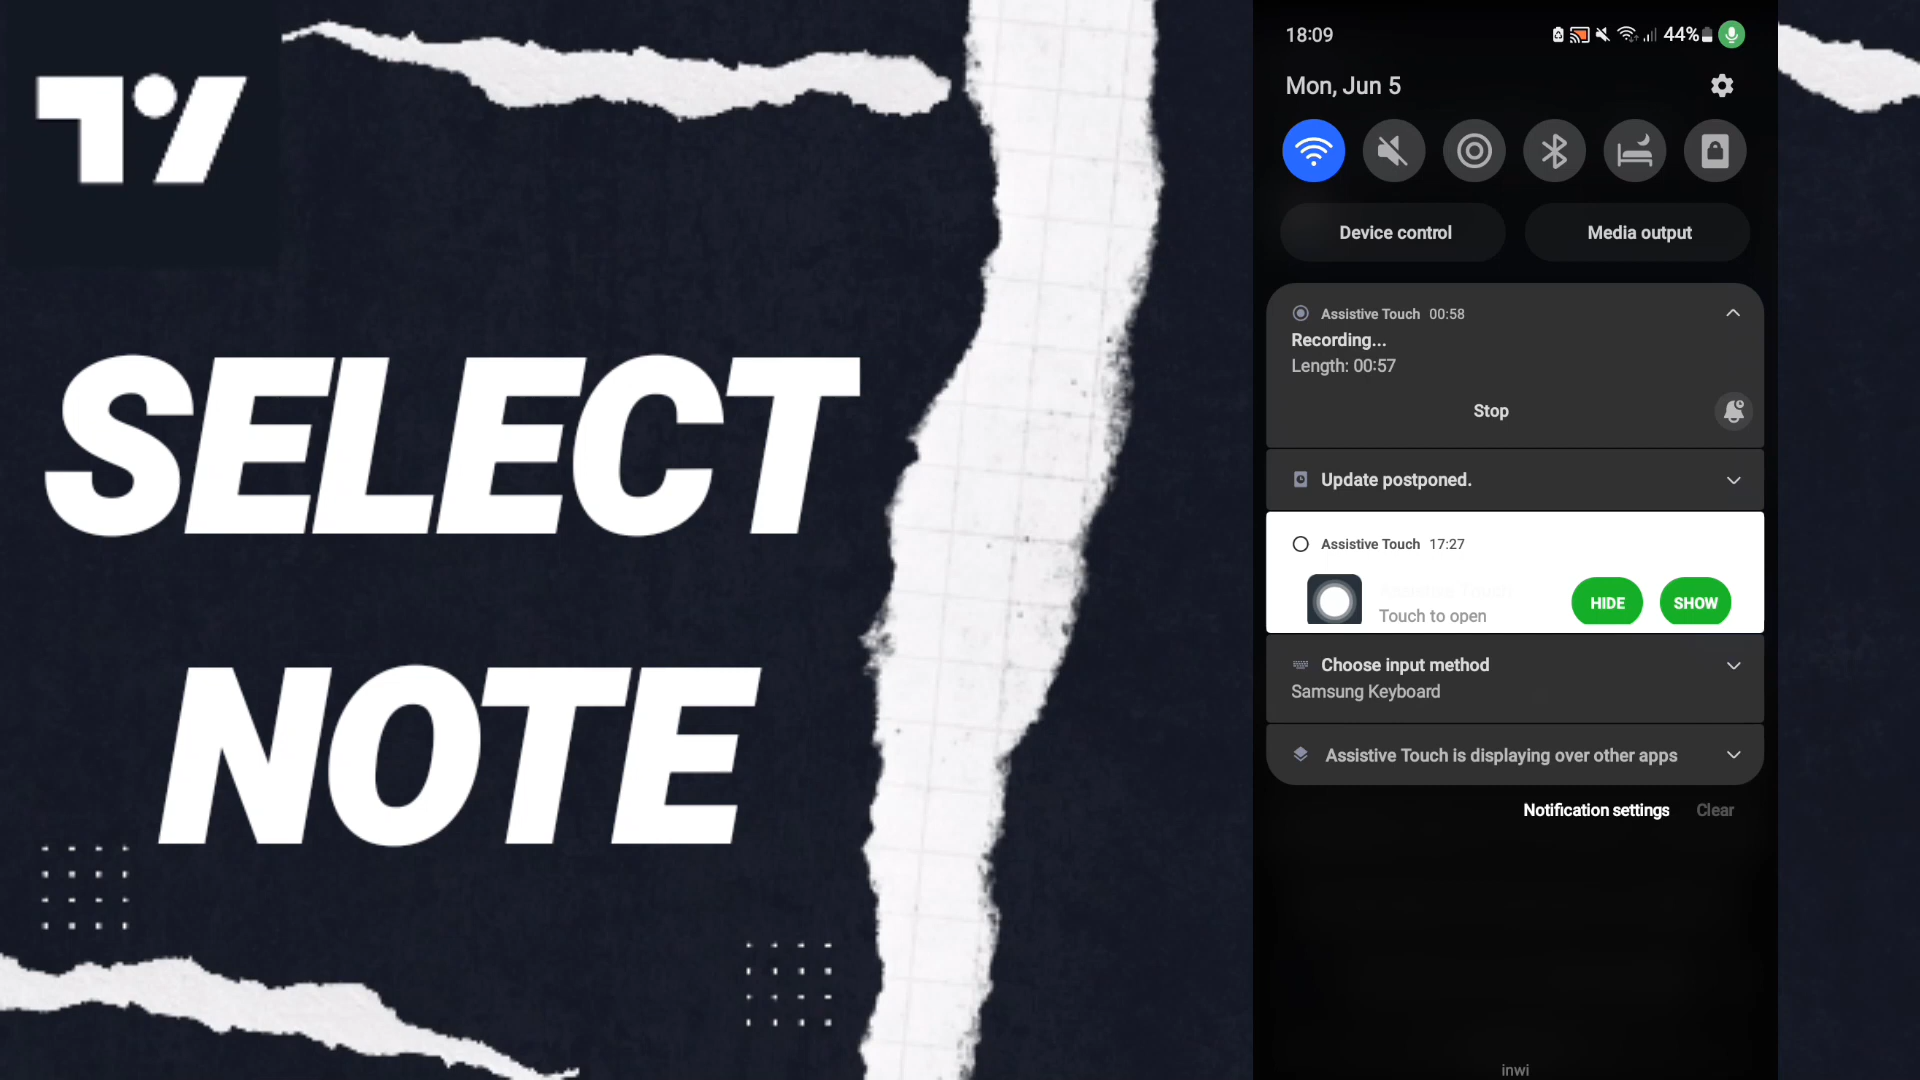 SELECT
NOTE
18:09
44%
Mon, Jun 5
Device control
Media output
Assistive Touch 00:58
Recording...
Length: 00:57
Stop
Update postponed.
Assistive Touch 17:27
Touch to open
HIDE
SHOW
Choose input method
Samsung Keyboard
Assistive Touch is displaying over other apps
Notification settings
Clear
inwi